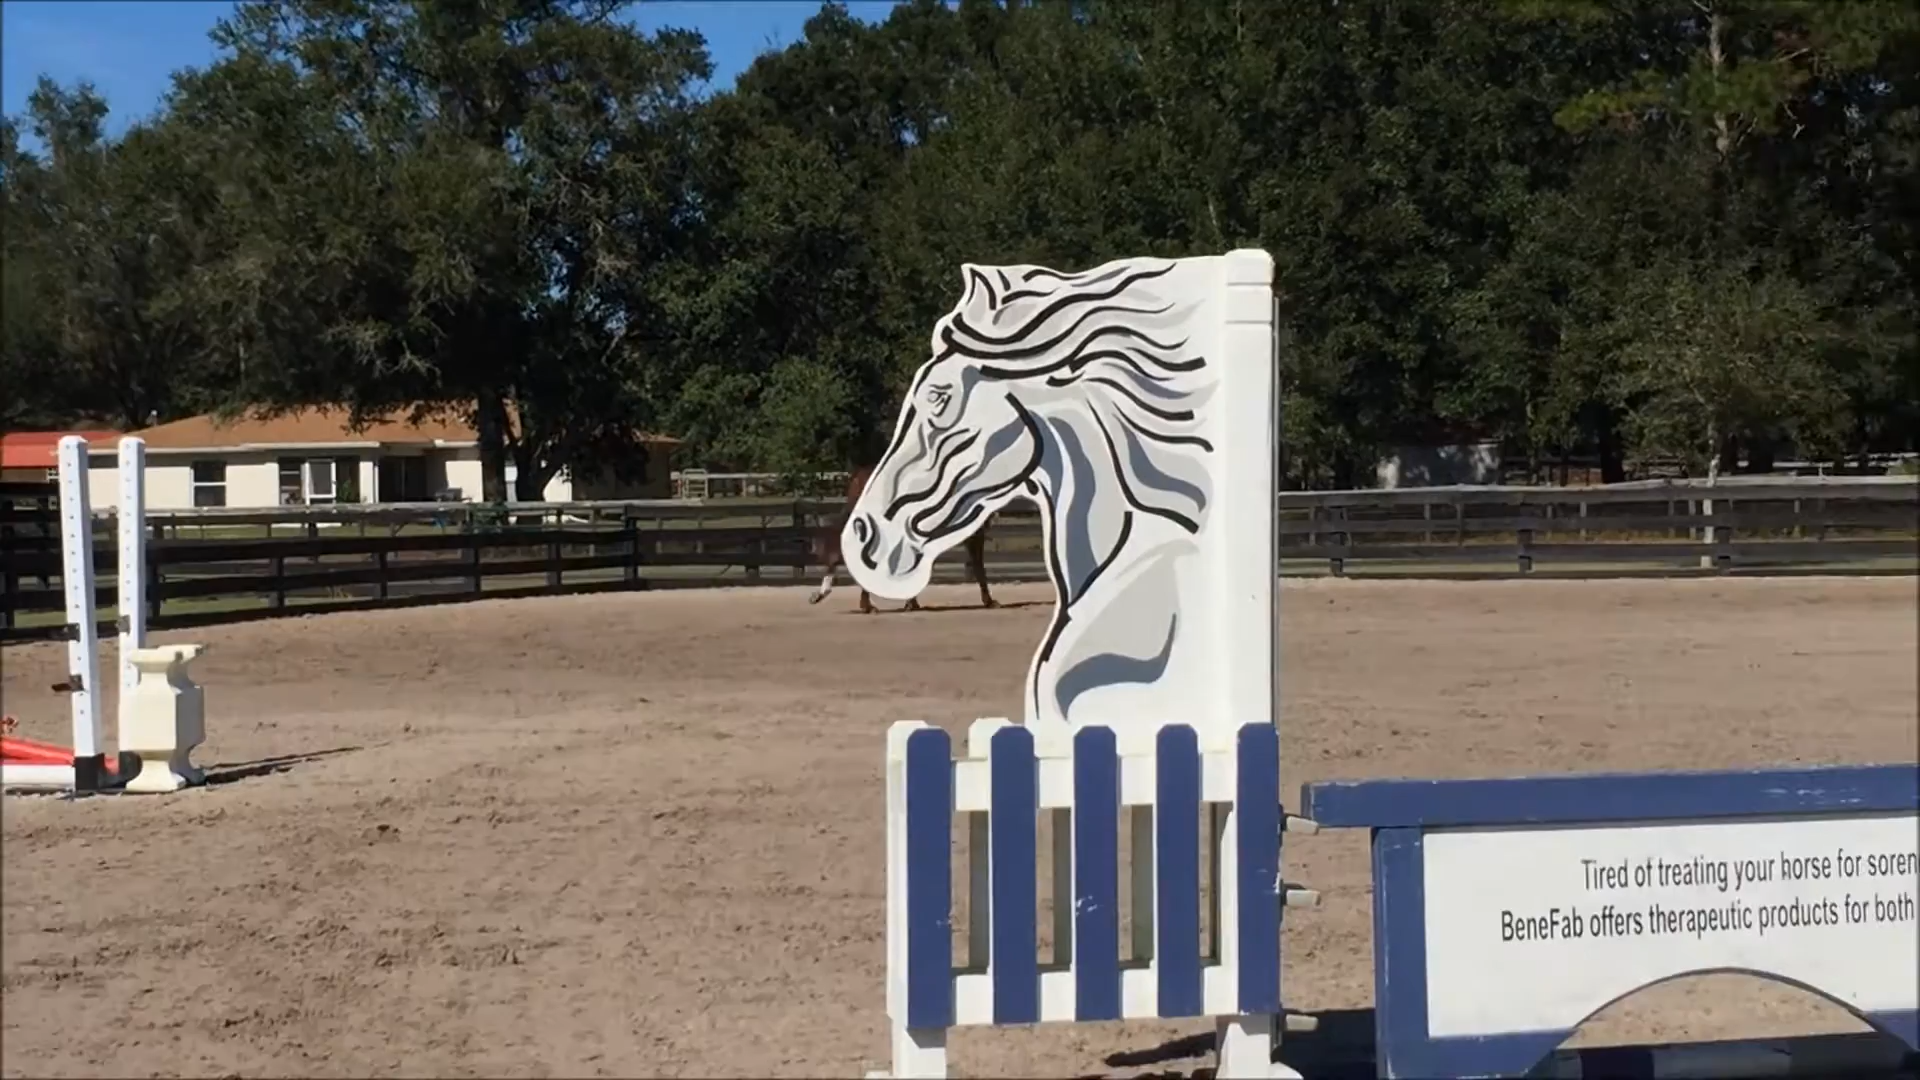 Tired of treating your horse for soren
BeneFab offers therapeutic products for both